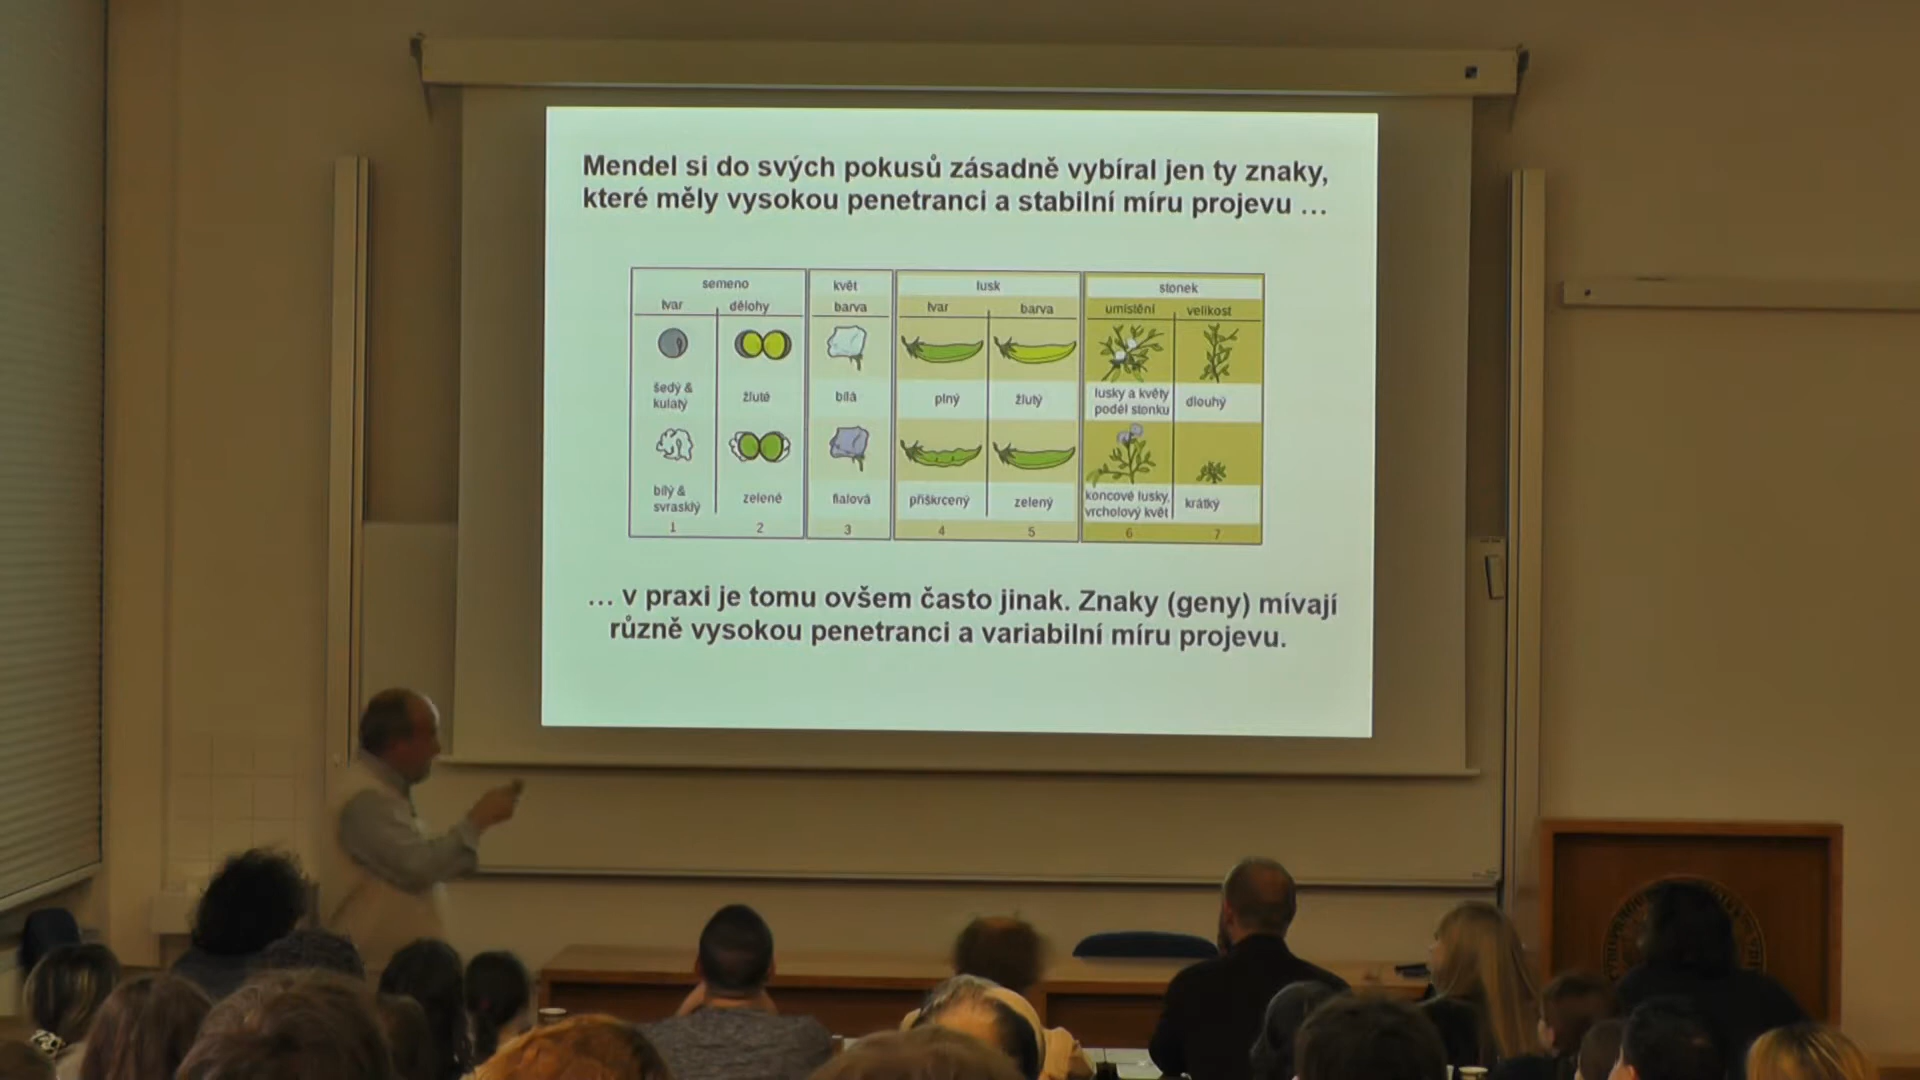 Mendel si do svých pokusů zásadně vybíral jen ty znaky,
které měly vysokou penetranci a stabilní míru projevu …
semeno květ lusk stonek
tvar dělohy barva tvar barva umístění velikost
šedý &
kulatý
žluté
bílá
plný
žlutý
lusky a květy
podél stonku
dlouhý
bílý &
svrasklý
zelené
fialová
přiškrcený
zelený
koncové lusky,
vrcholový květ
krátký
1 2 3 4 5 6 7
… v praxi je tomu ovšem často jinak. Znaky (geny) mívají
různě vysokou penetranci a variabilní míru projevu.